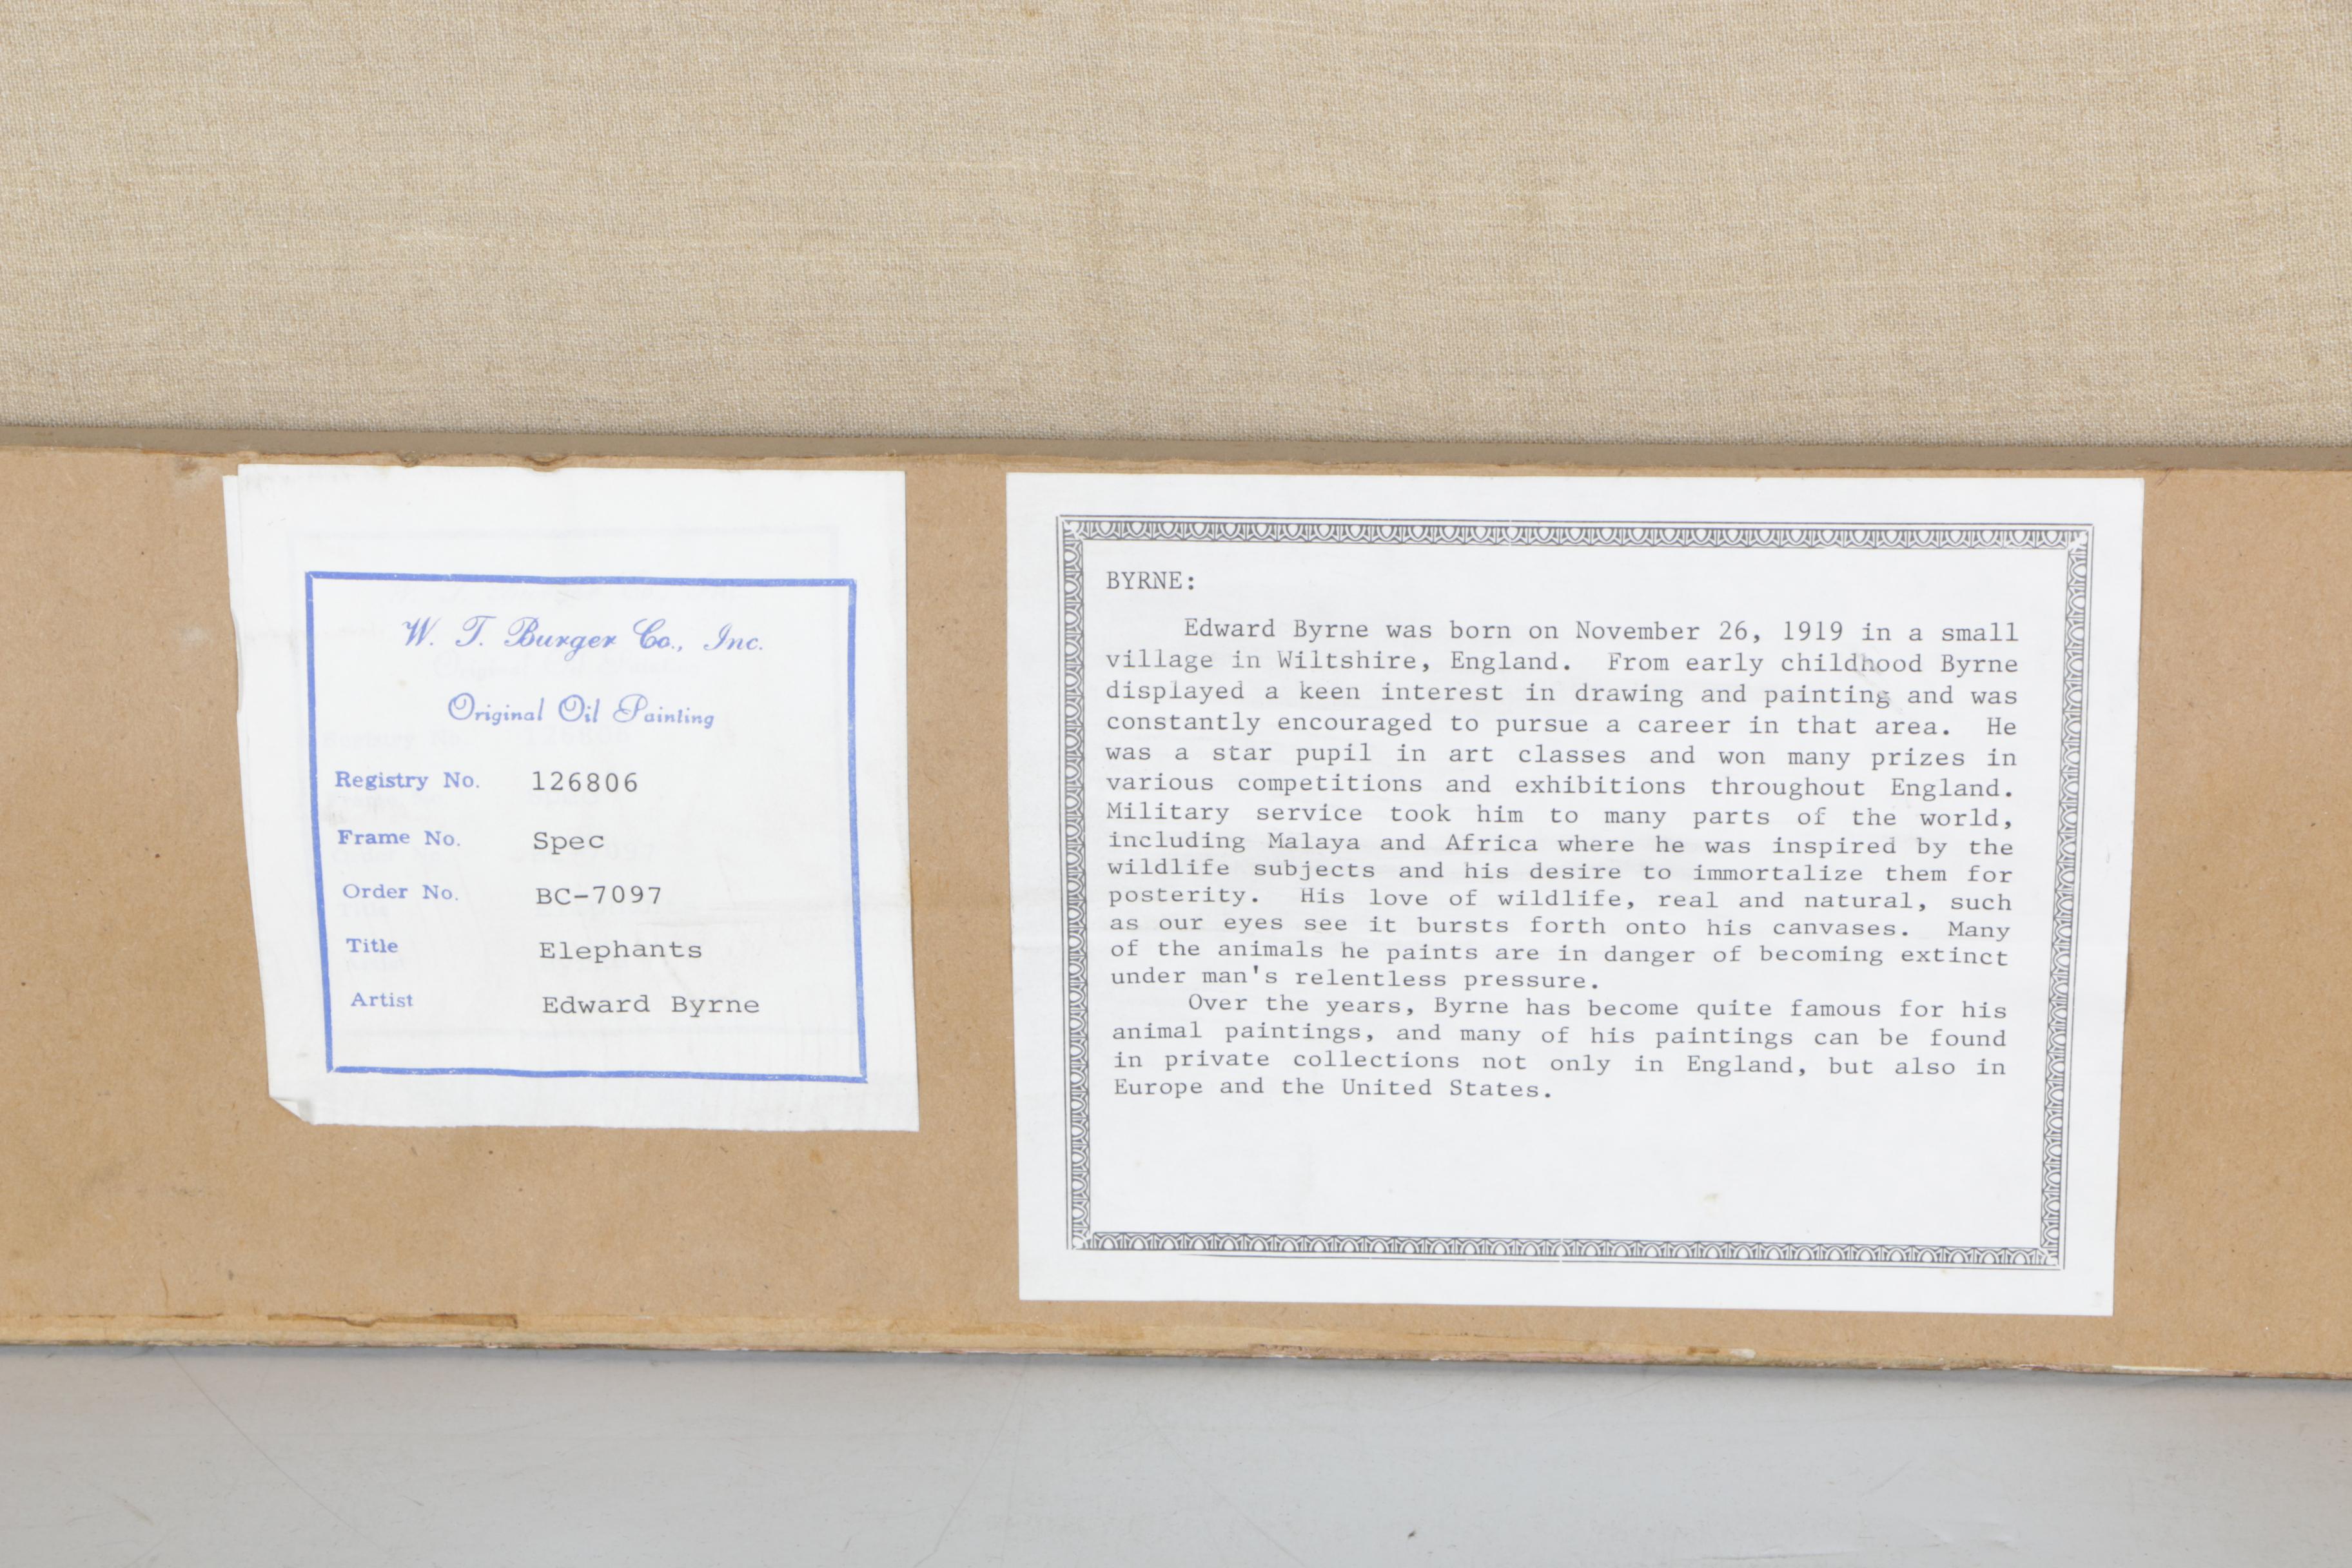 W. T. Burger Co., Inc.
Original Oil Painting
Registry No. 126806
Frame No. Spec
Order No. BC-7097
Title Elephants
Artist Edward Byrne
BYRNE:
Edward Byrne was born on November 26, 1919 in a small
village in Wiltshire, England. From early childhood Byrne
displayed a keen interest in drawing and painting and was
constantly encouraged to pursue a career in that area. He
was a star pupil in art classes and won many prizes in
various competitions and exhibitions throughout England.
Military service took him to many parts of the world,
including Malaya and Africa where he was inspired by the
wildlife subjects and his desire to immortalize them for
posterity. His love of wildlife, real and natural, such
as our eyes see it bursts forth onto his canvases. Many
of the animals he paints are in danger of becoming extinct
under man's relentless pressure.
Over the years, Byrne has become quite famous for his
animal paintings, and many of his paintings can be found
in private collections not only in England, but also in
Europe and the United States.